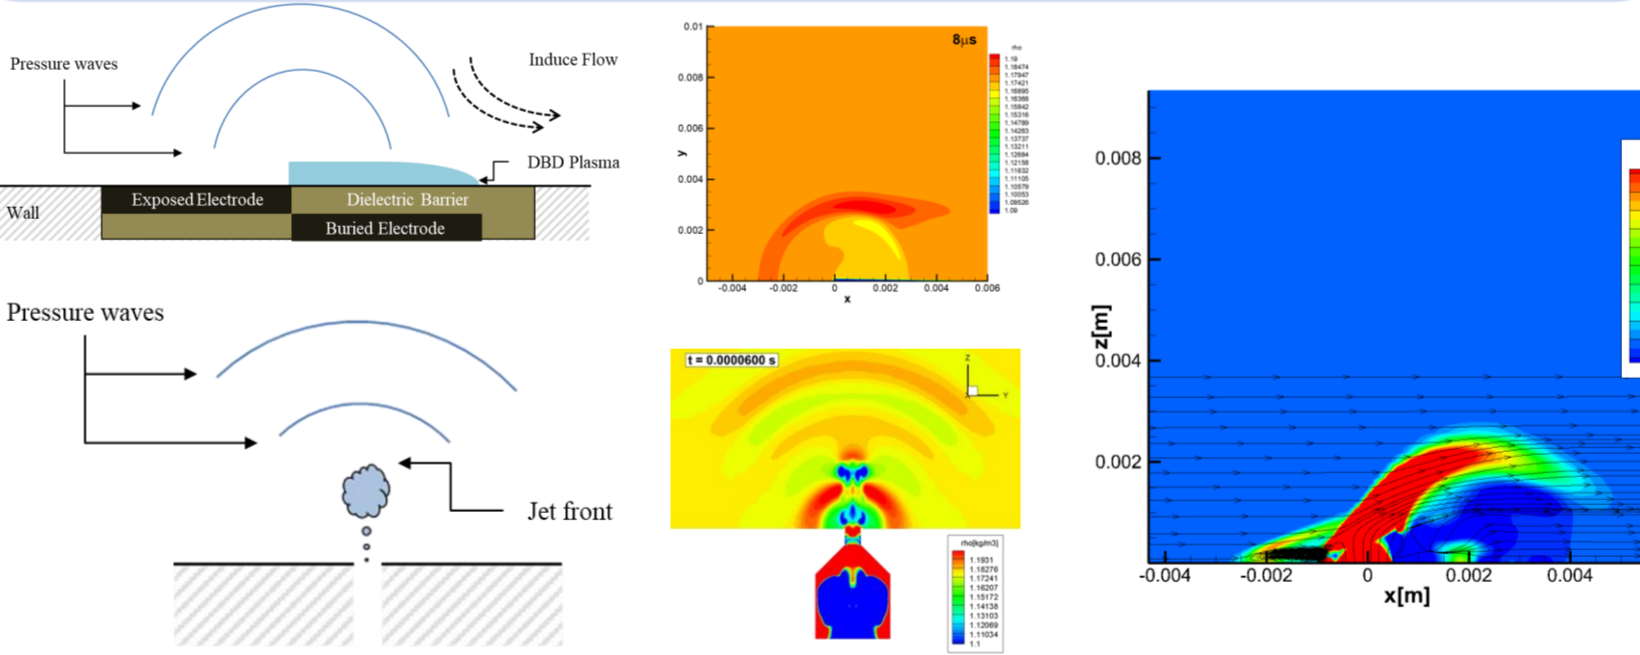 Pressure waves
Induce Flow
DBD Plasma
Exposed Electrode
Dielectric Barrier
Wall
Buried Electrode
Pressure waves
Jet front
8μs
0.01
0.008
0.006
0.004
0.002
0
y
-0.004
-0.002
0
0.002
0.004
0.006
x
rho
1.19
1.18474
1.17947
1.17421
1.16895
1.16368
1.15842
1.15316
1.14789
1.14263
1.13737
1.13211
1.12684
1.12158
1.11632
1.11105
1.10579
1.10053
1.09526
1.09
t = 0.0000600 s
Z
Y
rho[kg/m3]
1.1931
1.18276
1.17241
1.16207
1.15172
1.14138
1.13103
1.12069
1.11034
1.1
0.008
0.006
0.004
0.002
z[m]
-0.004
-0.002
0
0.002
0.004
x[m]